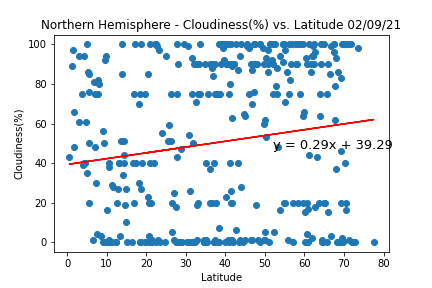 Northern Hemisphere - Cloudiness(%) vs. Latitude 02/09/21
100
80
60
40
20
0
Cloudiness(%)
y = 0.29x + 39.29
0 10 20 30 40 50 60 70 80
Latitude